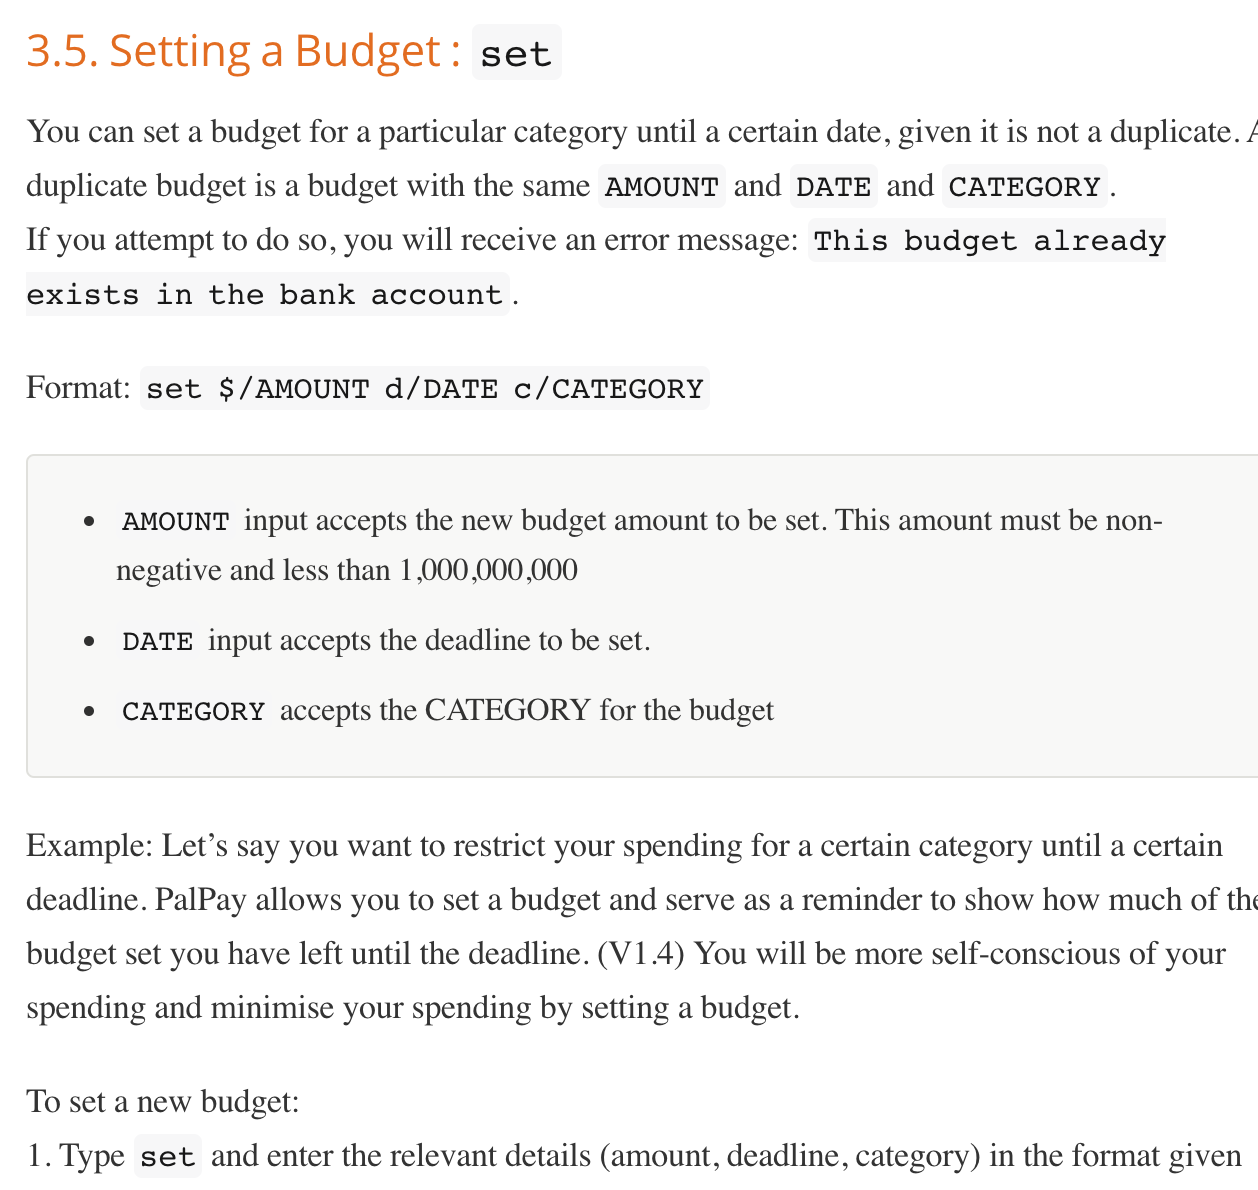 3.5. Setting a Budget : set
You can set a budget for a particular category until a certain date, given it is not a duplicate. A
duplicate budget is a budget with the same AMOUNT and DATE and CATEGORY.
If you attempt to do so, you will receive an error message: This budget already
exists in the bank account.
Format: set $/AMOUNT d/DATE c/CATEGORY
• AMOUNT input accepts the new budget amount to be set. This amount must be non-
negative and less than 1,000,000,000
• DATE input accepts the deadline to be set.
• CATEGORY accepts the CATEGORY for the budget
Example: Let’s say you want to restrict your spending for a certain category until a certain
deadline. PalPay allows you to set a budget and serve as a reminder to show how much of the
budget set you have left until the deadline. (V1.4) You will be more self-conscious of your
spending and minimise your spending by setting a budget.
To set a new budget:
1. Type set and enter the relevant details (amount, deadline, category) in the format given